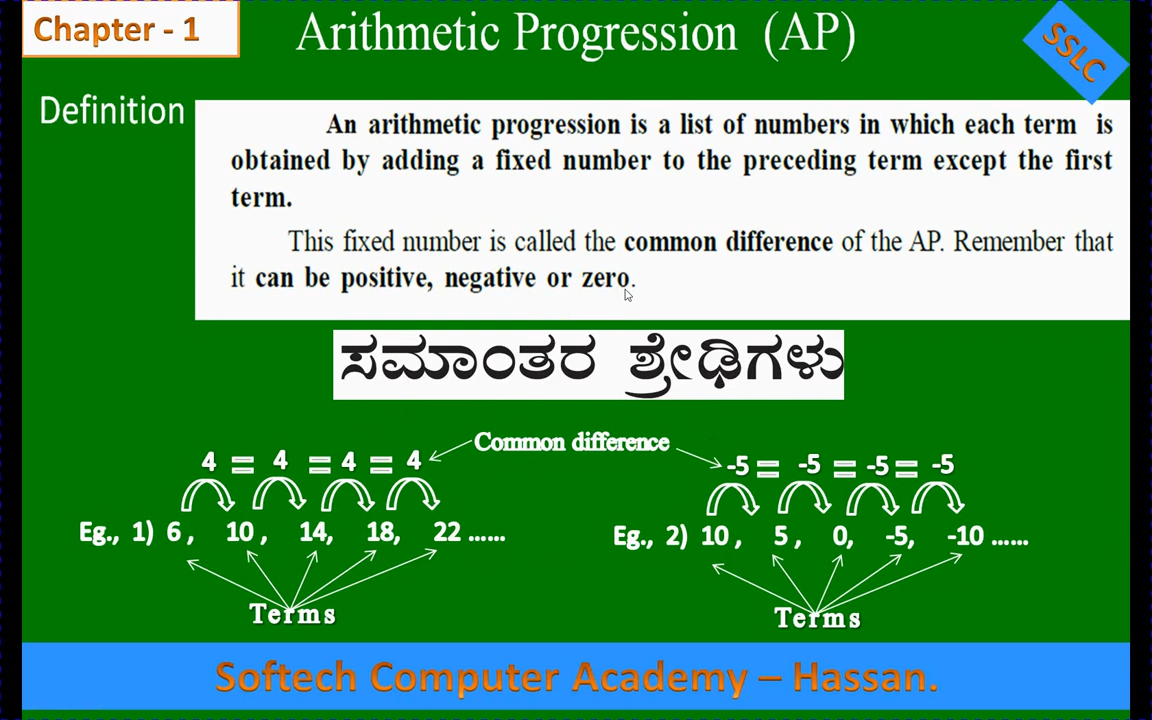 Chapter - 1
Arithmetic Progression (AP)
SSLC
Definition
An arithmetic progression is a list of numbers in which each term is
obtained by adding a fixed number to the preceding term except the first
term.
This fixed number is called the common difference of the AP. Remember that
it can be positive, negative or zero.
ಸಮಾಂತರ ಶ್ರೇಢಿಗಳು
Common difference
4 = 4 = 4 = 4
Eg., 1) 6 , 10 , 14, 18, 22 ......
Terms
-5 = -5 = -5 = -5
Eg., 2) 10 , 5 , 0, -5, -10 ......
Terms
Softech Computer Academy – Hassan.